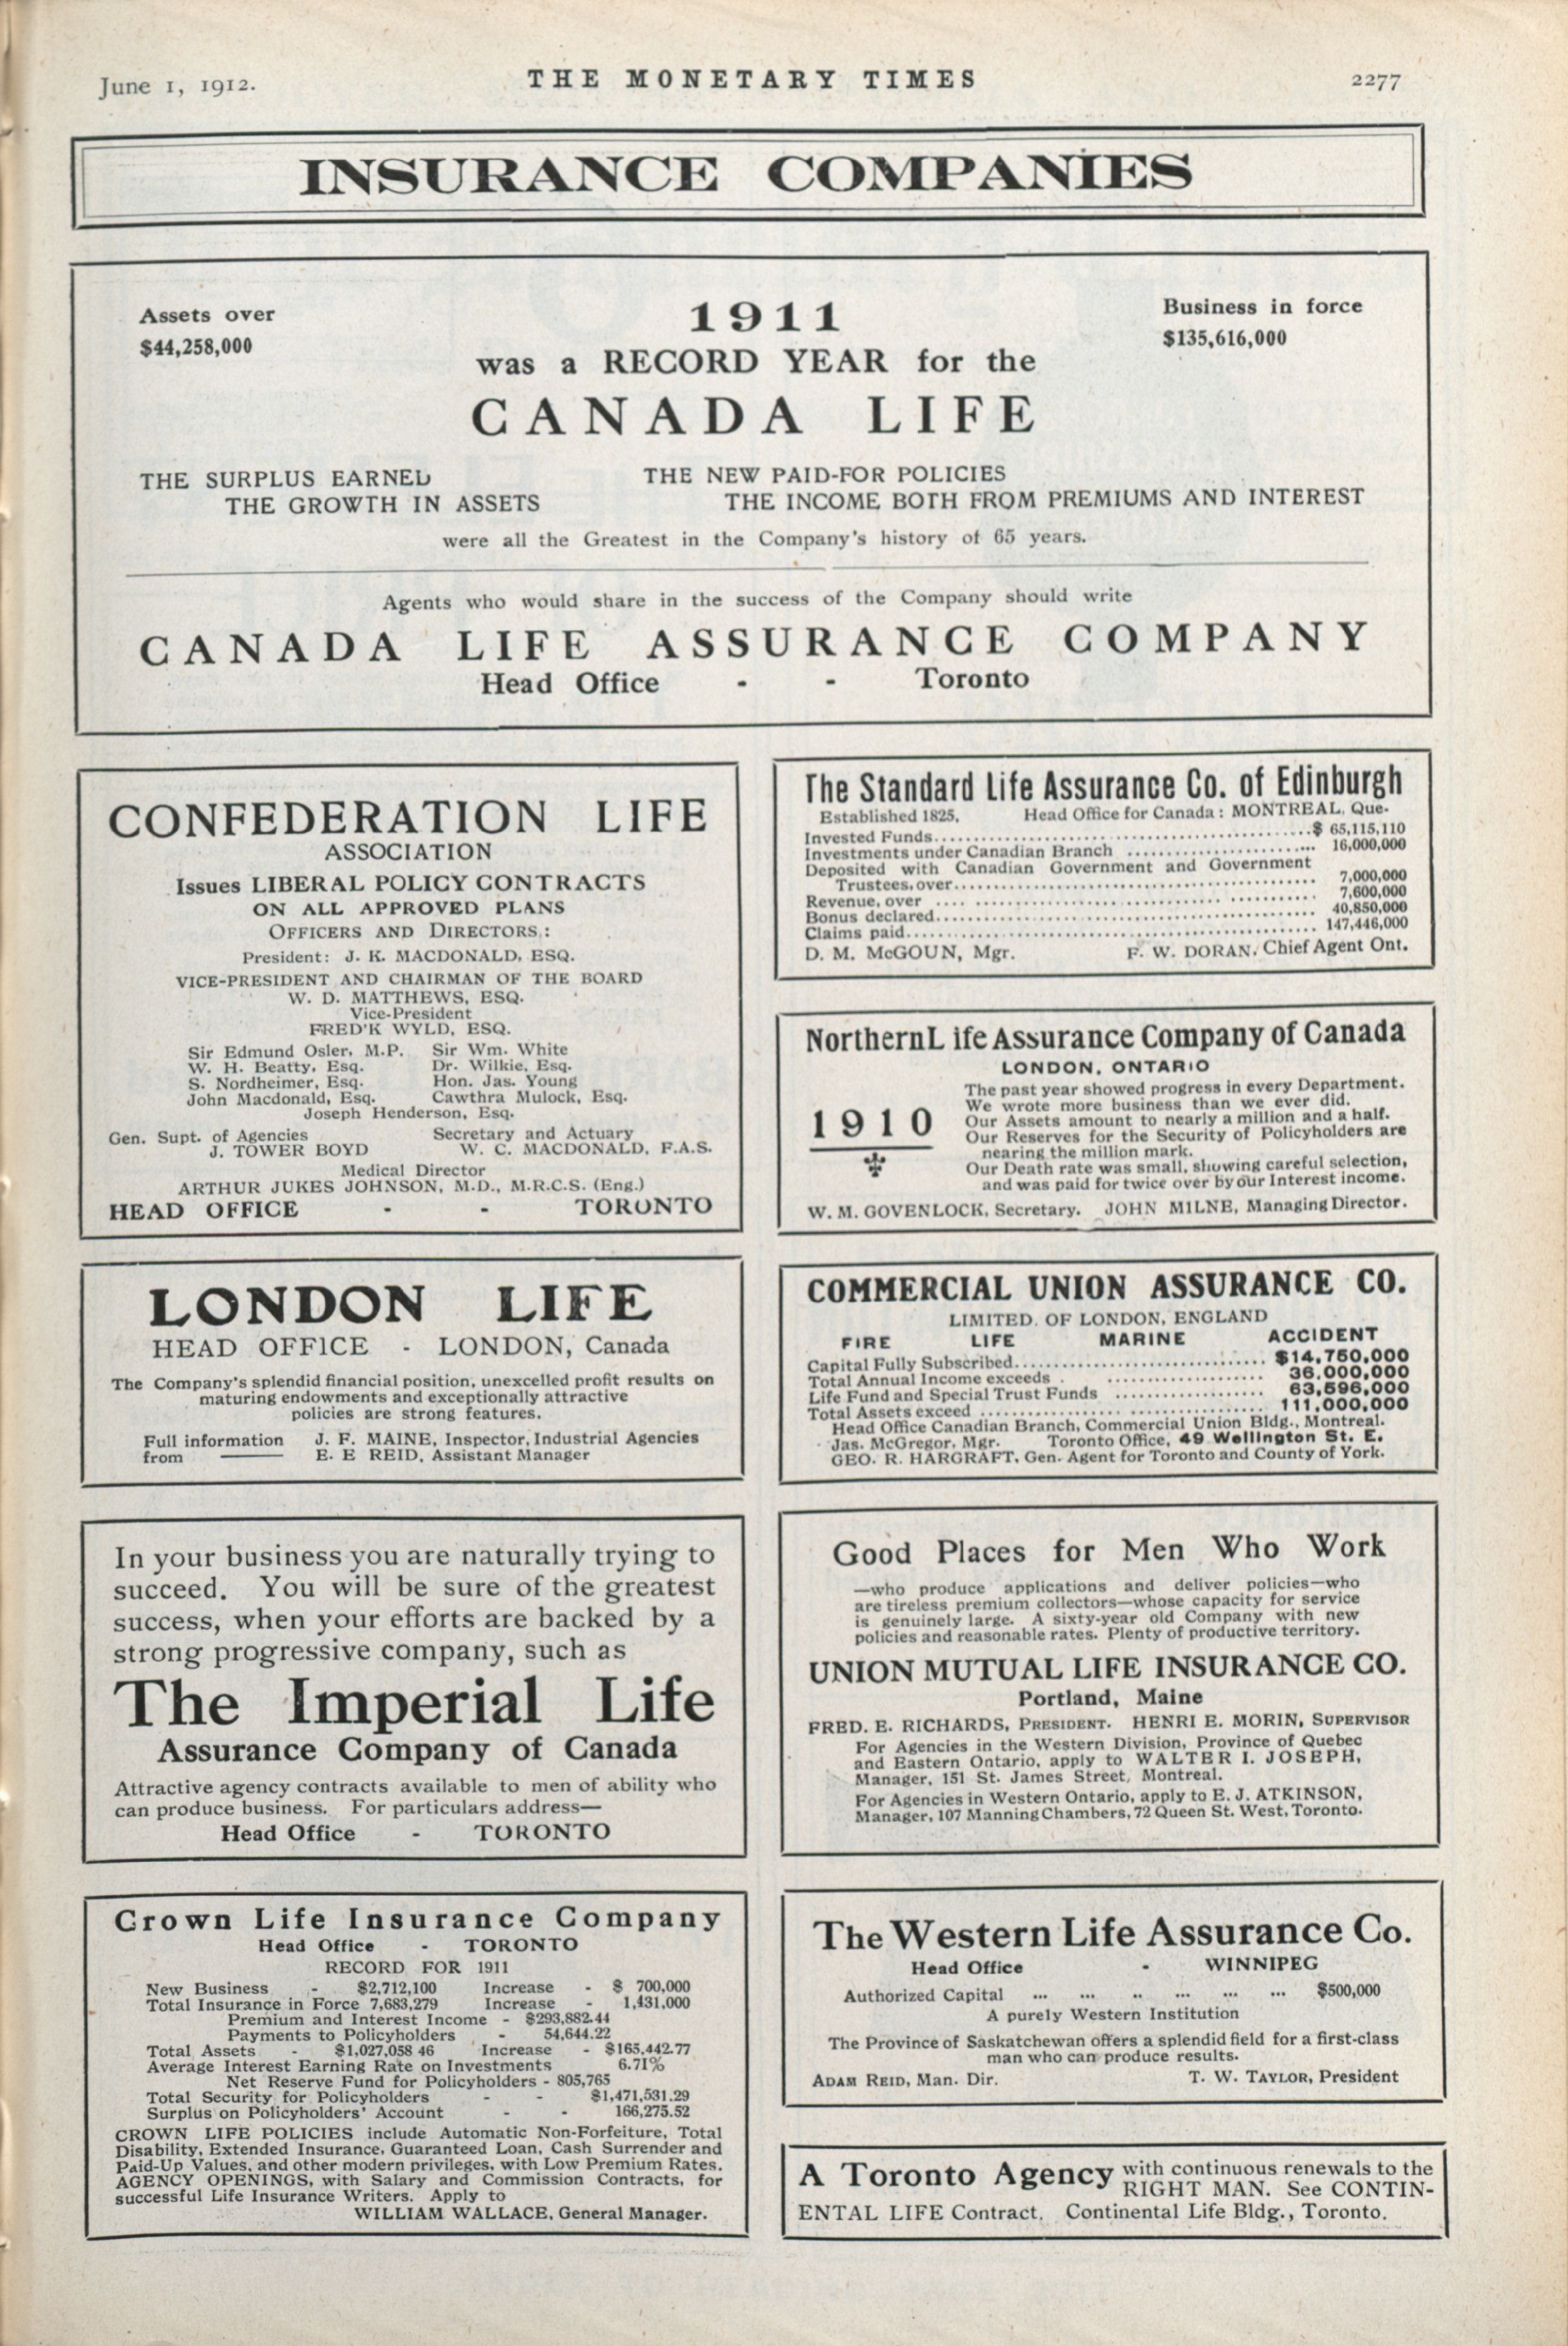 June 1, 1912.
THE MONETARY TIMES
2277
INSURANCE COMPANIES
Assets over
$44,258,000
1911
Business in force
$135,616,000
was a RECORD YEAR for the
CANADA LIFE
THE SURPLUS EARNED
THE GROWTH IN ASSETS
THE NEW PAID-FOR POLICIES
THE INCOME BOTH FROM PREMIUMS AND INTEREST
were all the Greatest in the Company's history of 65 years.
Agents who would share in the success of the Company should write
CANADA LIFE ASSURANCE COMPANY
Head Office - - Toronto
CONFEDERATION LIFE
ASSOCIATION
Issues LIBERAL POLICY CONTRACTS
ON ALL APPROVED PLANS
OFFICERS AND DIRECTORS:
President: J. K. MACDONALD, ESQ.
VICE-PRESIDENT AND CHAIRMAN OF THE BOARD
W. D. MATTHEWS, ESQ.
Vice-President
FRED'K WYLD, ESQ.
Sir Edmund Osler, M.P. Sir Wm. White
W. H. Beatty, Esq. Dr. Wilkie, Esq.
S. Nordheimer, Esq. Hon. Jas. Young
John Macdonald, Esq. Cawthra Mulock, Esq.
Joseph Henderson, Esq.
Gen. Supt. of Agencies Secretary and Actuary
J. TOWER BOYD W. C. MACDONALD, F.A.S.
Medical Director
ARTHUR JUKES JOHNSON, M.D., M.R.C.S. (Eng.)
HEAD OFFICE - - TORONTO
LONDON LIFE
HEAD OFFICE - LONDON, Canada
The Company's splendid financial position, unexcelled profit results on
maturing endowments and exceptionally attractive
policies are strong features.
Full information J. F. MAINE, Inspector, Industrial Agencies
from E. E REID, Assistant Manager
In your business you are naturally trying to
succeed. You will be sure of the greatest
success, when your efforts are backed by a
strong progressive company, such as
The Imperial Life
Assurance Company of Canada
Attractive agency contracts available to men of ability who
can produce business. For particulars address—
Head Office - TORONTO
Crown Life Insurance Company
Head Office - TORONTO
RECORD FOR 1911
New Business - $2,712,100 Increase - $ 700,000
Total Insurance in Force 7,683,279 Increase - 1,431,000
Premium and Interest Income - $293,882.44
Payments to Policyholders - 54,644.22
Total Assets - $1,027,058 46 Increase - $165,442.77
Average Interest Earning Rate on Investments 6.71%
Net Reserve Fund for Policyholders - 805,765
Total Security for Policyholders - - $1,471,531.29
Surplus on Policyholders' Account - - 166,275.52
CROWN LIFE POLICIES include Automatic Non-Forfeiture, Total
Disability, Extended Insurance, Guaranteed Loan, Cash Surrender and
Paid-Up Values, and other modern privileges, with Low Premium Rates.
AGENCY OPENINGS, with Salary and Commission Contracts, for
successful Life Insurance Writers. Apply to
WILLIAM WALLACE, General Manager.
The Standard Life Assurance Co. of Edinburgh
Established 1825. Head Office for Canada: MONTREAL, Que.
Invested Funds..........$ 65,115,110
Investments under Canadian Branch .......... 16,000,000
Deposited with Canadian Government and Government
Trustees, over.......... 7,000,000
Revenue, over .......... 7,600,000
Bonus declared.......... 40,850,000
Claims paid.......... 147,446,000
D. M. McGOUN, Mgr. F. W. DORAN, Chief Agent Ont.
NorthernL ife Assurance Company of Canada
LONDON, ONTARIO
1910
The past year showed progress in every Department.
We wrote more business than we ever did.
Our Assets amount to nearly a million and a half.
Our Reserves for the Security of Policyholders are
nearing the million mark.
Our Death rate was small, showing careful selection,
and was paid for twice over by our Interest income.
W. M. GOVENLOCK, Secretary. JOHN MILNE, Managing Director.
COMMERCIAL UNION ASSURANCE CO.
LIMITED, OF LONDON, ENGLAND
FIRE LIFE MARINE ACCIDENT
Capital Fully Subscribed.......... $14,750,000
Total Annual Income exceeds .......... 36,000,000
Life Fund and Special Trust Funds .......... 63,596,000
Total Assets exceed .......... 111,000,000
Head Office Canadian Branch, Commercial Union Bldg., Montreal.
Jas. McGregor, Mgr. Toronto Office, 49 Wellington St. E.
GEO. R. HARGRAFT, Gen. Agent for Toronto and County of York.
Good Places for Men Who Work
—who produce applications and deliver policies—who
are tireless premium collectors—whose capacity for service
is genuinely large. A sixty-year old Company with new
policies and reasonable rates. Plenty of productive territory.
UNION MUTUAL LIFE INSURANCE CO.
Portland, Maine
FRED. E. RICHARDS, PRESIDENT. HENRI E. MORIN, SUPERVISOR
For Agencies in the Western Division, Province of Quebec
and Eastern Ontario, apply to WALTER I. JOSEPH,
Manager, 151 St. James Street, Montreal.
For Agencies in Western Ontario, apply to E. J. ATKINSON,
Manager, 107 Manning Chambers, 72 Queen St. West, Toronto.
The Western Life Assurance Co.
Head Office - WINNIPEG
Authorized Capital ... ... .. ... ... ... $500,000
A purely Western Institution
The Province of Saskatchewan offers a splendid field for a first-class
man who can produce results.
ADAM REID, Man. Dir. T. W. TAYLOR, President
A Toronto Agency with continuous renewals to the
RIGHT MAN. See CONTIN-
ENTAL LIFE Contract. Continental Life Bldg., Toronto.